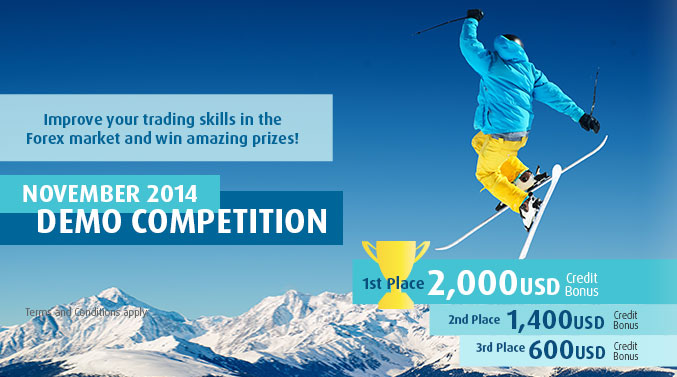 Improve your trading skills in the
Forex market and win amazing prizes!
NOVEMBER 2014
DEMO COMPETITION
1st Place 2,000USD Credit Bonus
2nd Place 1,400USD Credit Bonus
3rd Place 600USD Credit Bonus
Terms and Conditions apply